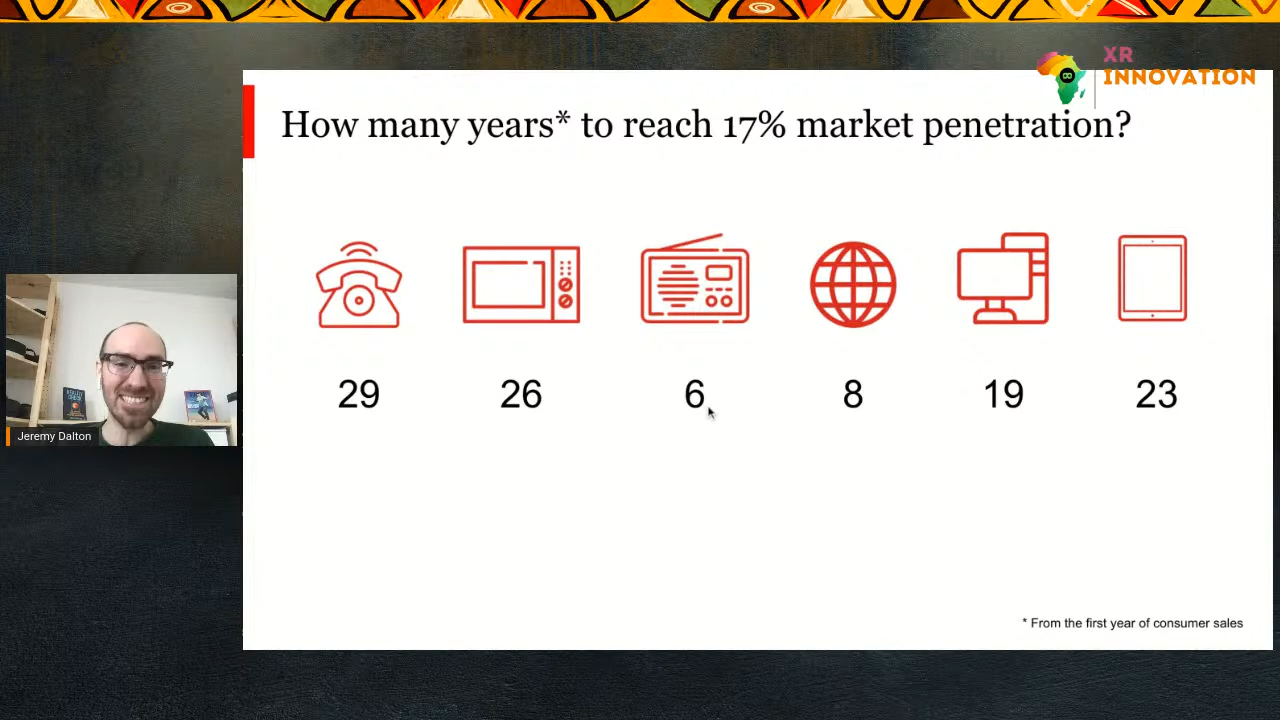 XR
INNOVATION
How many years* to reach 17% market penetration?
29 26 6 8 19 23
Jeremy Dalton
* From the first year of consumer sales